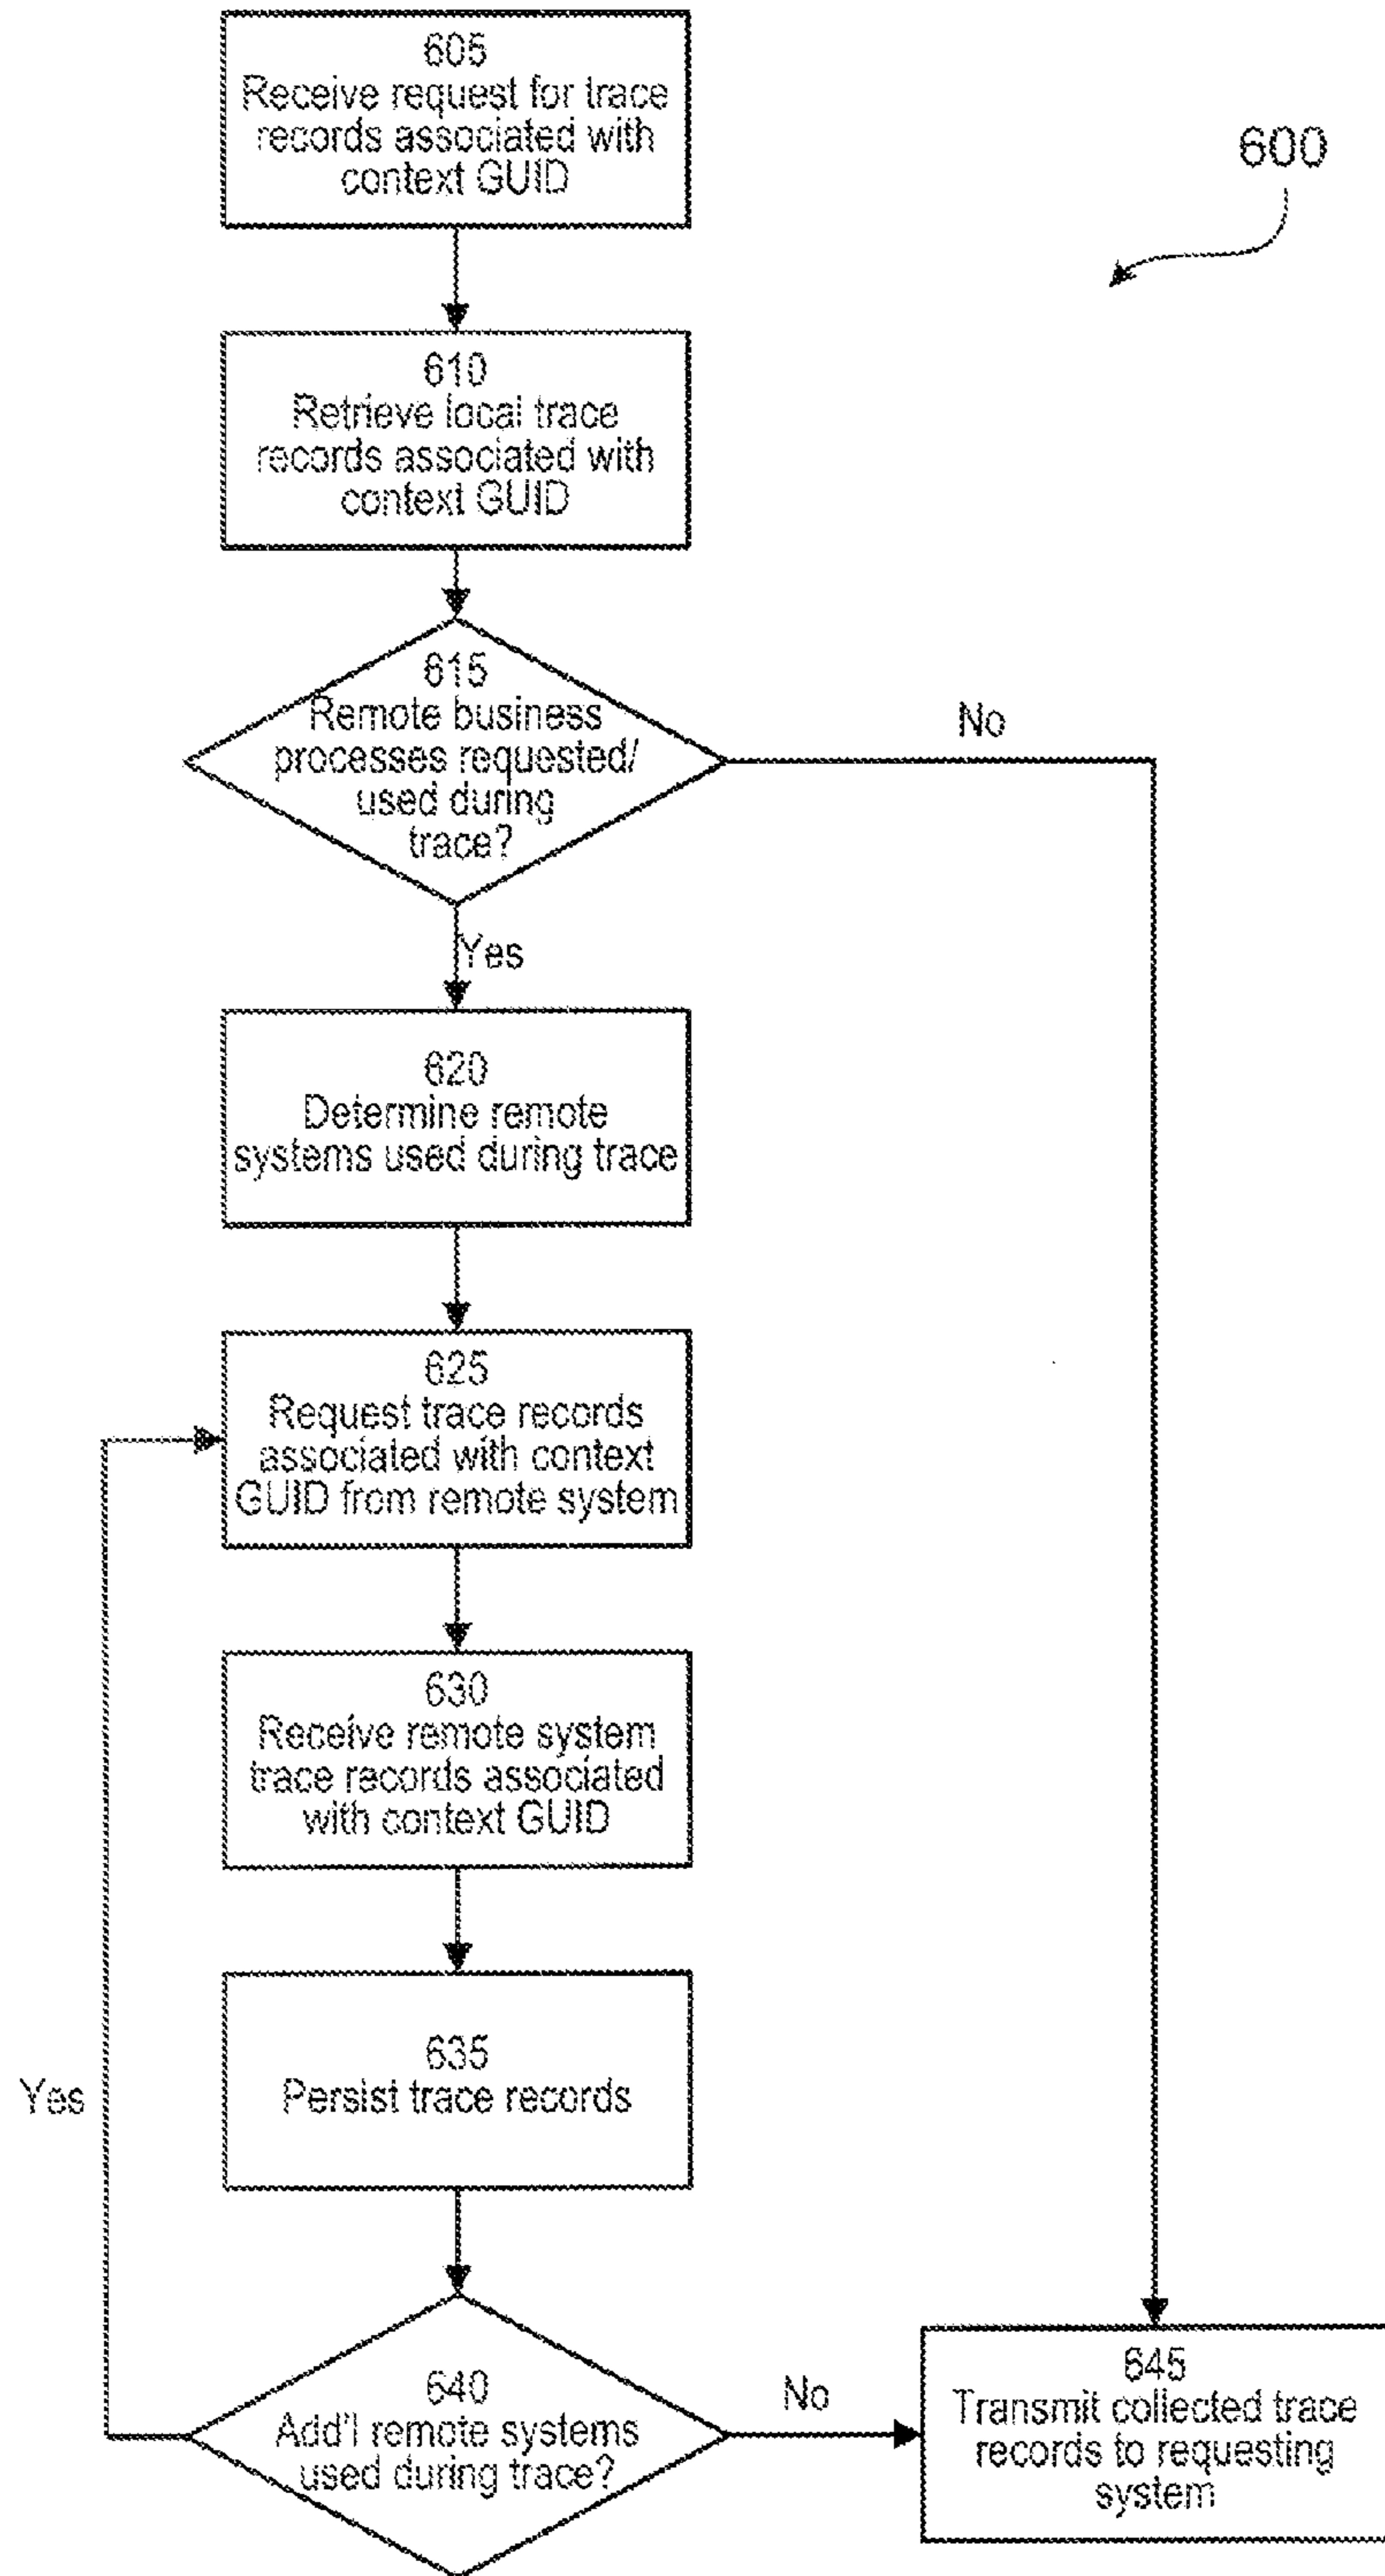 605
Receive request for trace
records associated with
context GUID
600
610
Retrieve local trace
records associated with
context GUID
615
Remote business
processes requested/
used during
trace?
No
Yes
620
Determine remote
systems used during trace
625
Request trace records
associated with context
GUID from remote system
630
Receive remote system
trace records associated
with context GUID
635
Persist trace records
Yes
640
Add'l remote systems
used during trace?
No
645
Transmit collected trace
records to requesting
system